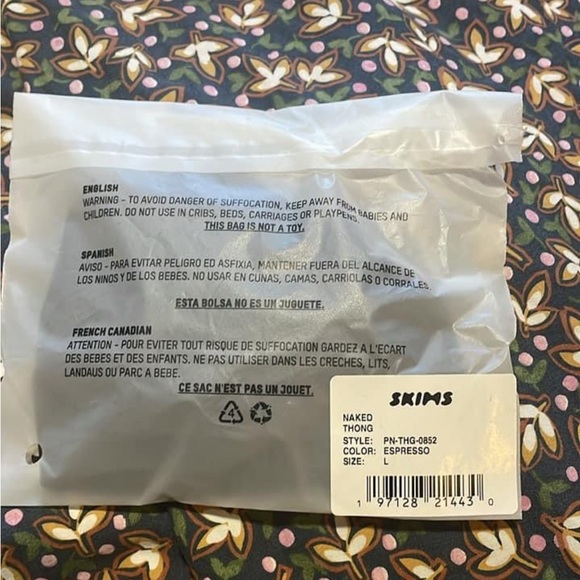 ENGLISH
WARNING - TO AVOID DANGER OF SUFFOCATION, KEEP AWAY FROM BABIES AND
CHILDREN. DO NOT USE IN CRIBS, BEDS, CARRIAGES OR PLAYPENS.
THIS BAG IS NOT A TOY.
SPANISH
AVISO - PARA EVITAR PELIGRO ED ASFIXIA, MANTENER FUERA DEL ALCANCE DE
LOS NINOS Y DE LOS BEBES. NO USAR EN CUNAS, CAMAS, CARRIOLAS O CORRALES.
ESTA BOLSA NO ES UN JUGUETE.
FRENCH CANADIAN
ATTENTION - POUR EVITER TOUT RISQUE DE SUFFOCATION GARDEZ A L'ECART
DES BEBES ET DES ENFANTS. NE PAS UTILISER DANS LES CRECHES, LITS,
LANDAUS OU PARC A BEBE.
CE SAC N'EST PAS UN JOUET.
4
SKIMS
NAKED
THONG
STYLE: PN-THG-0852
COLOR: ESPRESSO
SIZE: L
1 97128 21443 0